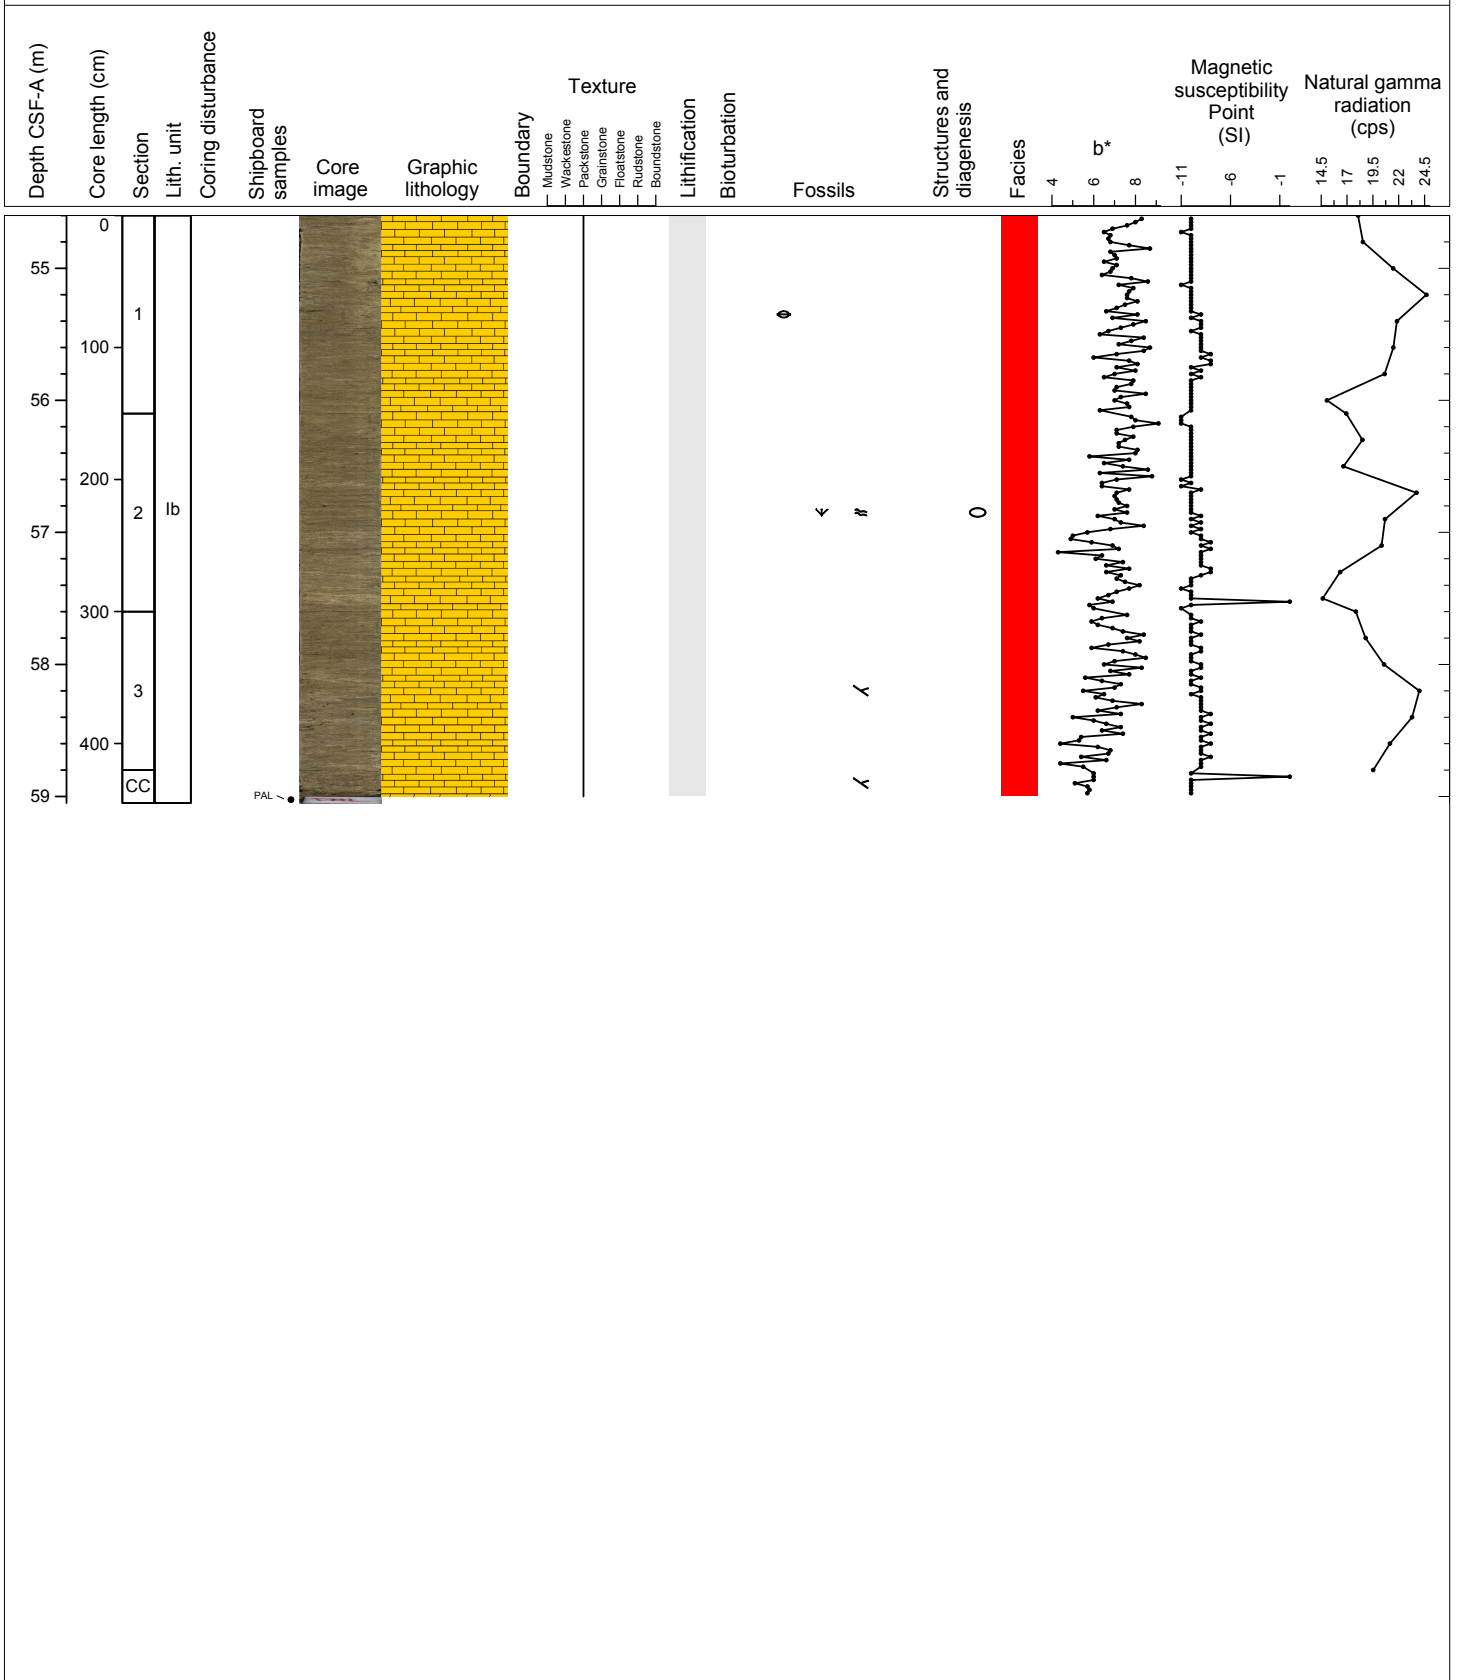 Depth CSF-A (m)
Core length (cm)
Section
Lith. unit
Coring disturbance
Shipboard
samples
Core
image
Graphic
lithology
Boundary
Texture
Mudstone
Wackestone
Packstone
Grainstone
Floatstone
Rudstone
Boundstone
Lithification
Bioturbation
Fossils
Structures and
diagenesis
Facies
b*
4 6 8
Magnetic
susceptibility
Point
(SI)
-11 -6 -1
Natural gamma
radiation
(cps)
14.5 17 19.5 22 24.5
0
55
1
100
56
200
2
Ib
57
300
58
3
400
CC
PAL
59